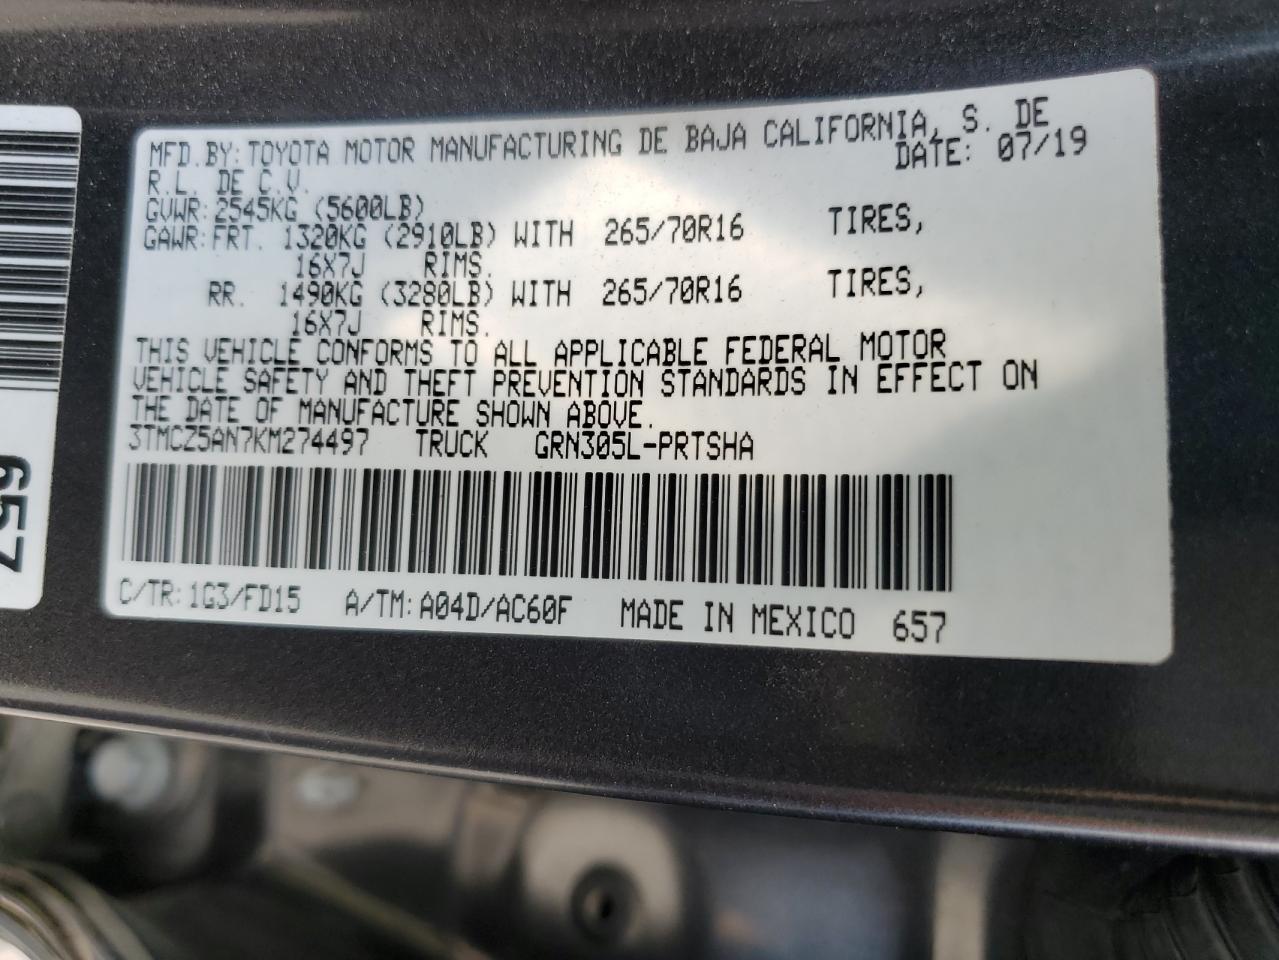 MFD.BY: TOYOTA MOTOR MANUFACTURING DE BAJA CALIFORNIA, S. DE
R.L. DE C.V. DATE: 07/19
GVWR: 2545KG (5600LB)
GAWR: FRT. 1320KG (2910LB) WITH 265/70R16 TIRES,
16X7J RIMS.
RR. 1490KG (3280LB) WITH 265/70R16 TIRES,
16X7J RIMS.
THIS VEHICLE CONFORMS TO ALL APPLICABLE FEDERAL MOTOR
VEHICLE SAFETY AND THEFT PREVENTION STANDARDS IN EFFECT ON
THE DATE OF MANUFACTURE SHOWN ABOVE.
3TMCZ5AN7KM274497 TRUCK GRN305L-PRTSHA
C/TR: 1G3/FD15 A/TM: A04D/AC60F MADE IN MEXICO 657
657